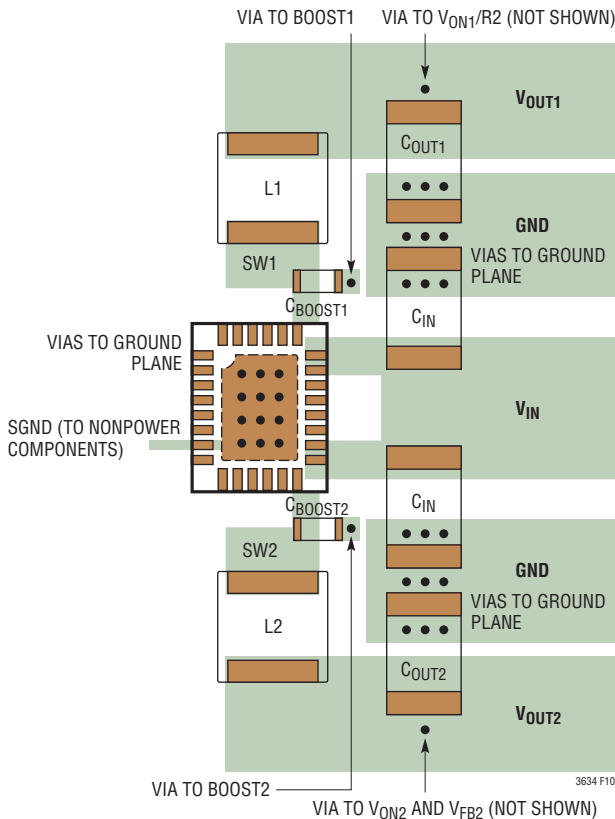 VIA TO BOOST1
VIA TO VON1/R2 (NOT SHOWN)
VOUT1
COUT1
L1
GND
VIAS TO GROUND
PLANE
SW1
CBOOST1
CIN
VIAS TO GROUND
PLANE
VIN
SGND (TO NONPOWER
COMPONENTS)
CIN
CBOOST2
SW2
GND
VIAS TO GROUND
PLANE
L2
COUT2
VOUT2
3634 F10
VIA TO BOOST2
VIA TO VON2 AND VFB2 (NOT SHOWN)